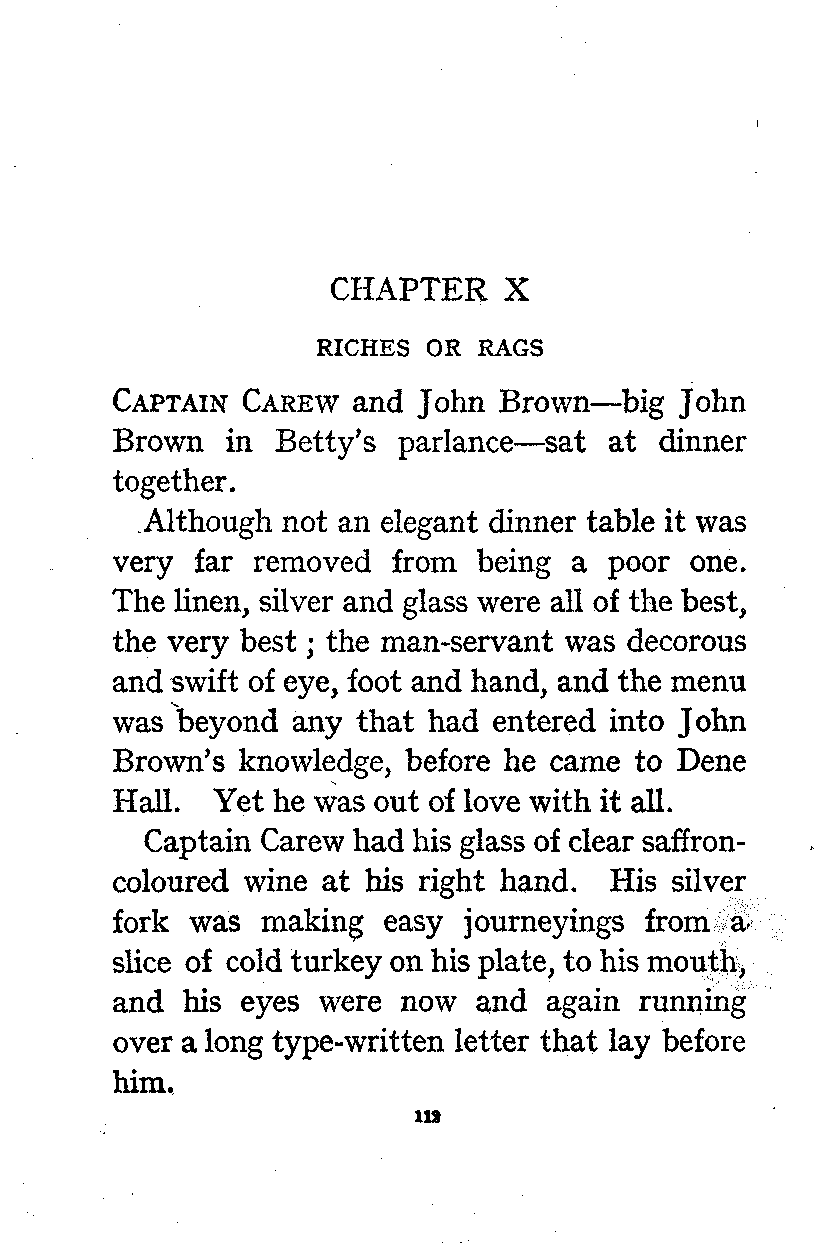 CHAPTER X
RICHES OR RAGS
CAPTAIN CAREW and John Brown—big John
Brown in Betty's parlance—sat at dinner
together.
Although not an elegant dinner table it was
very far removed from being a poor one.
The linen, silver and glass were all of the best,
the very best ; the man-servant was decorous
and swift of eye, foot and hand, and the menu
was beyond any that had entered into John
Brown's knowledge, before he came to Dene
Hall. Yet he was out of love with it all.
Captain Carew had his glass of clear saffron-
coloured wine at his right hand. His silver
fork was making easy journeyings from a
slice of cold turkey on his plate, to his mouth,
and his eyes were now and again running
over a long type-written letter that lay before
him.